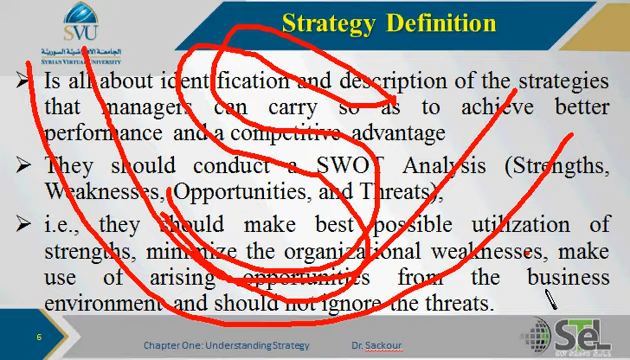 SVU
الجامعة الافتراضية السورية
SYRIAN VIRTUAL UNIVERSITY
Strategy Definition
Is all about identification and description of the strategies
that managers can carry so as to achieve better
performance and a competitive advantage
They should conduct a SWOT Analysis (Strengths,
Weaknesses, Opportunities, and Threats),
i.e., they should make best possible utilization of
strengths, minimize the organizational weaknesses, make
use of arising opportunities from the business
environment and should not ignore the threats.
6
Chapter One: Understanding Strategy Dr. Sackour
STeL